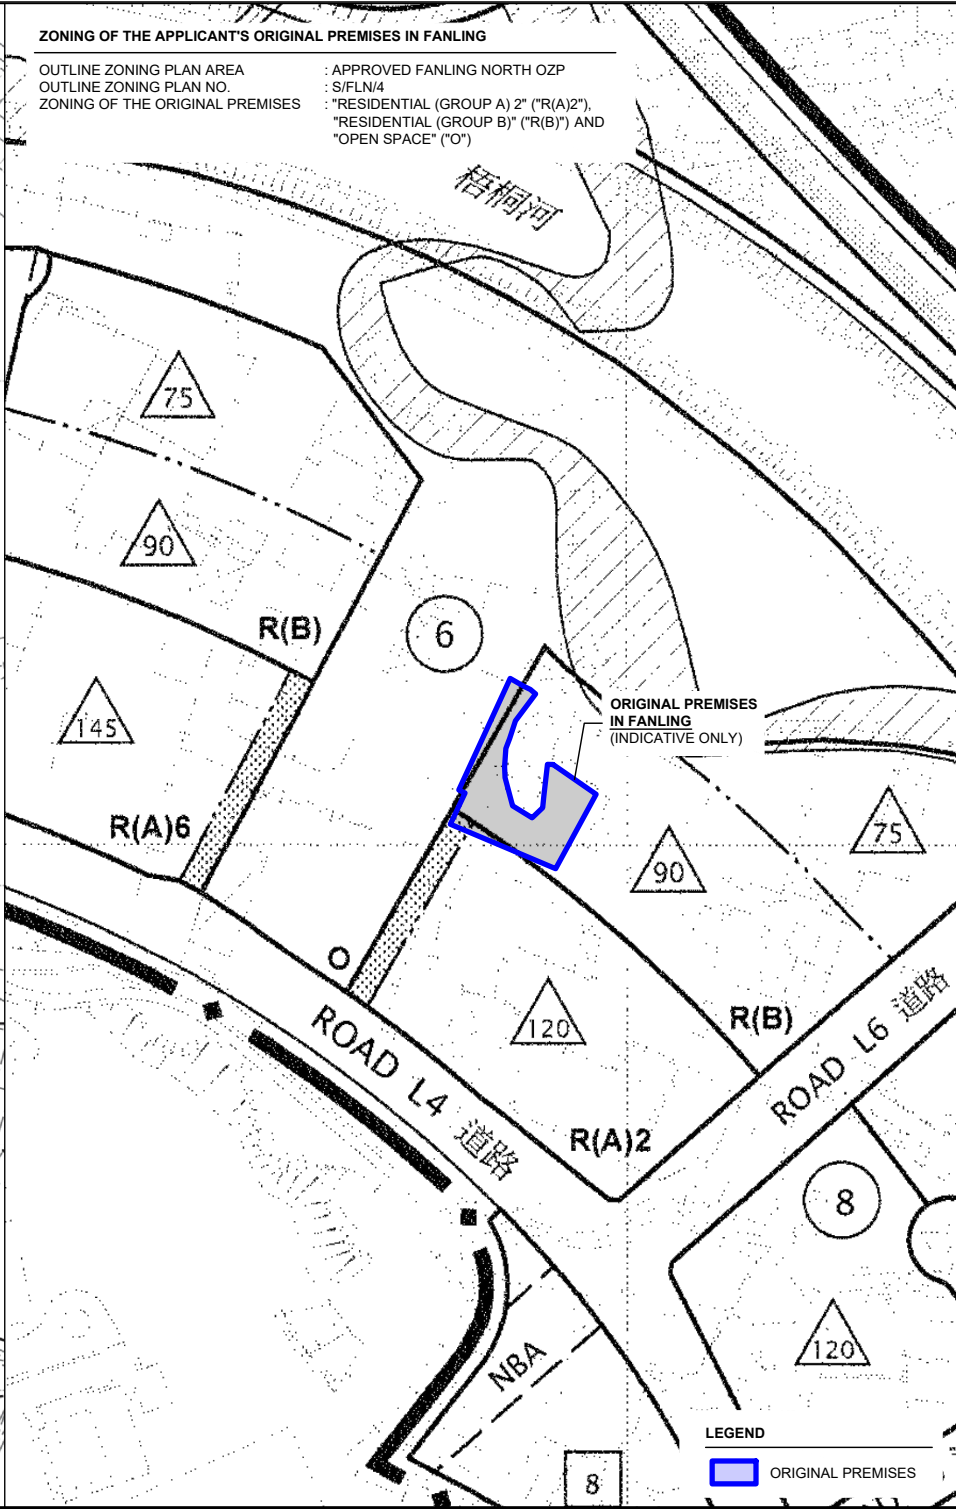 ZONING OF THE APPLICANT'S ORIGINAL PREMISES IN FANLING
OUTLINE ZONING PLAN AREA : APPROVED FANLING NORTH OZP
OUTLINE ZONING PLAN NO. : S/FLN/4
ZONING OF THE ORIGINAL PREMISES : "RESIDENTIAL (GROUP A) 2" ("R(A)2"),
"RESIDENTIAL (GROUP B)" ("R(B)") AND
"OPEN SPACE" ("O")
梧桐河
75
90
R(B)
6
145
ORIGINAL PREMISES
IN FANLING
(INDICATIVE ONLY)
R(A)6
75
90
O
120
R(B)
ROAD L4 道路
ROAD L6 道路
R(A)2
8
120
NBA
8
LEGEND
ORIGINAL PREMISES